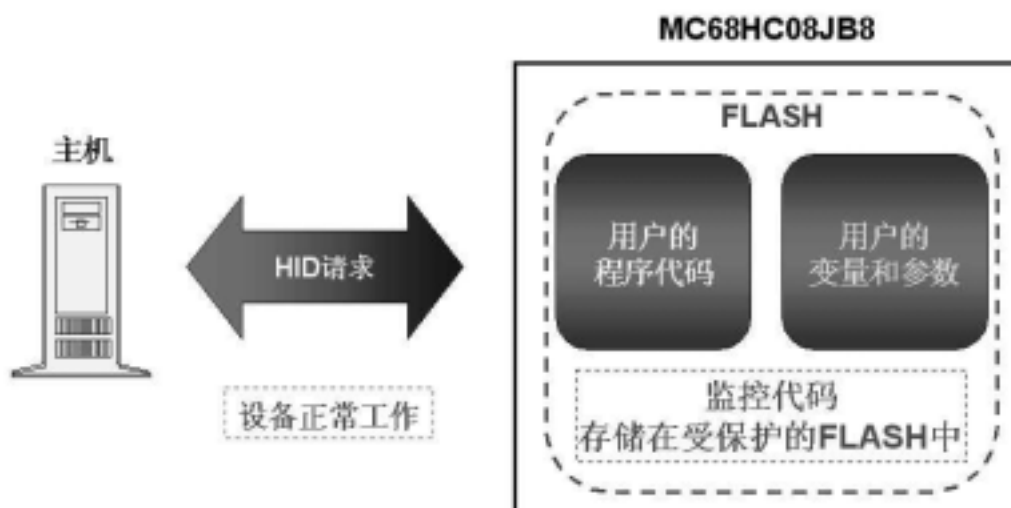 MC68HC08JB8
FLASH
主机
用户的
程序代码
用户的
变量和参数
HID请求
设备正常工作
监控代码
存储在受保护的FLASH中